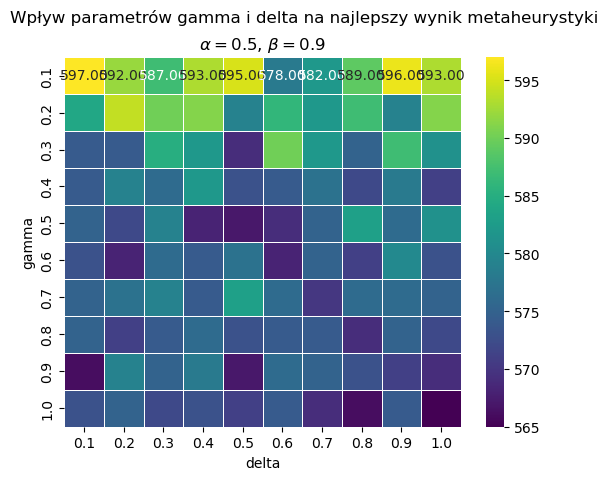 Wpływ parametrów gamma i delta na najlepszy wynik metaheurystyki
α = 0.5, β = 0.9
597.00 592.00 587.00 593.00 595.00 578.00 582.00 589.00 596.00 593.00
0.1
0.2
0.3
0.4
0.5
0.6
0.7
0.8
0.9
1.0
gamma
0.1 0.2 0.3 0.4 0.5 0.6 0.7 0.8 0.9 1.0
delta
595
590
585
580
575
570
565